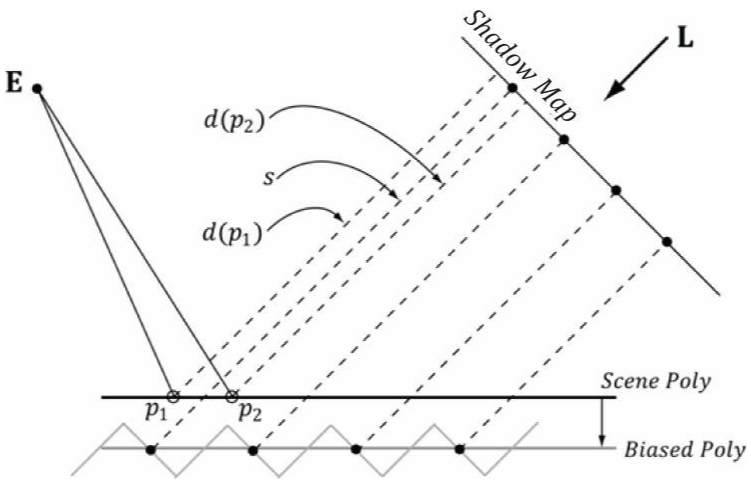 Shadow Map
L
E
d(p₂)
s
d(p₁)
Scene Poly
p₁
p₂
Biased Poly